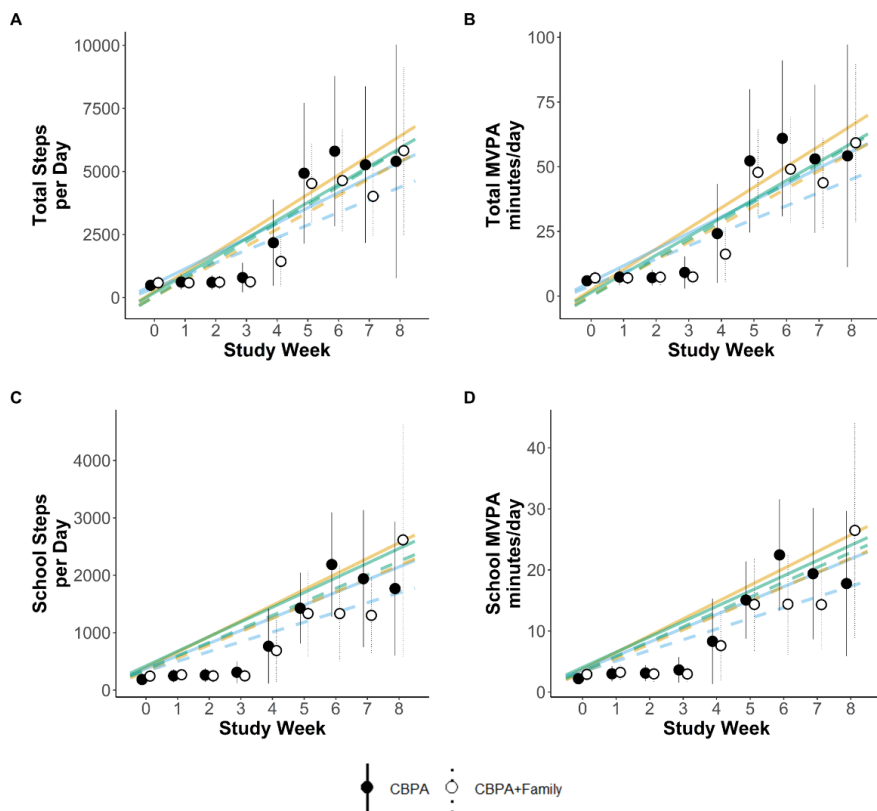 A
Total Steps
per Day
10000
7500
5000
2500
0
0 1 2 3 4 5 6 7 8
Study Week
B
Total MVPA
minutes/day
100
75
50
25
0
0 1 2 3 4 5 6 7 8
Study Week
C
School Steps
per Day
4000
3000
2000
1000
0
0 1 2 3 4 5 6 7 8
Study Week
D
School MVPA
minutes/day
40
30
20
10
0
0 1 2 3 4 5 6 7 8
Study Week
CBPA CBPA+Family